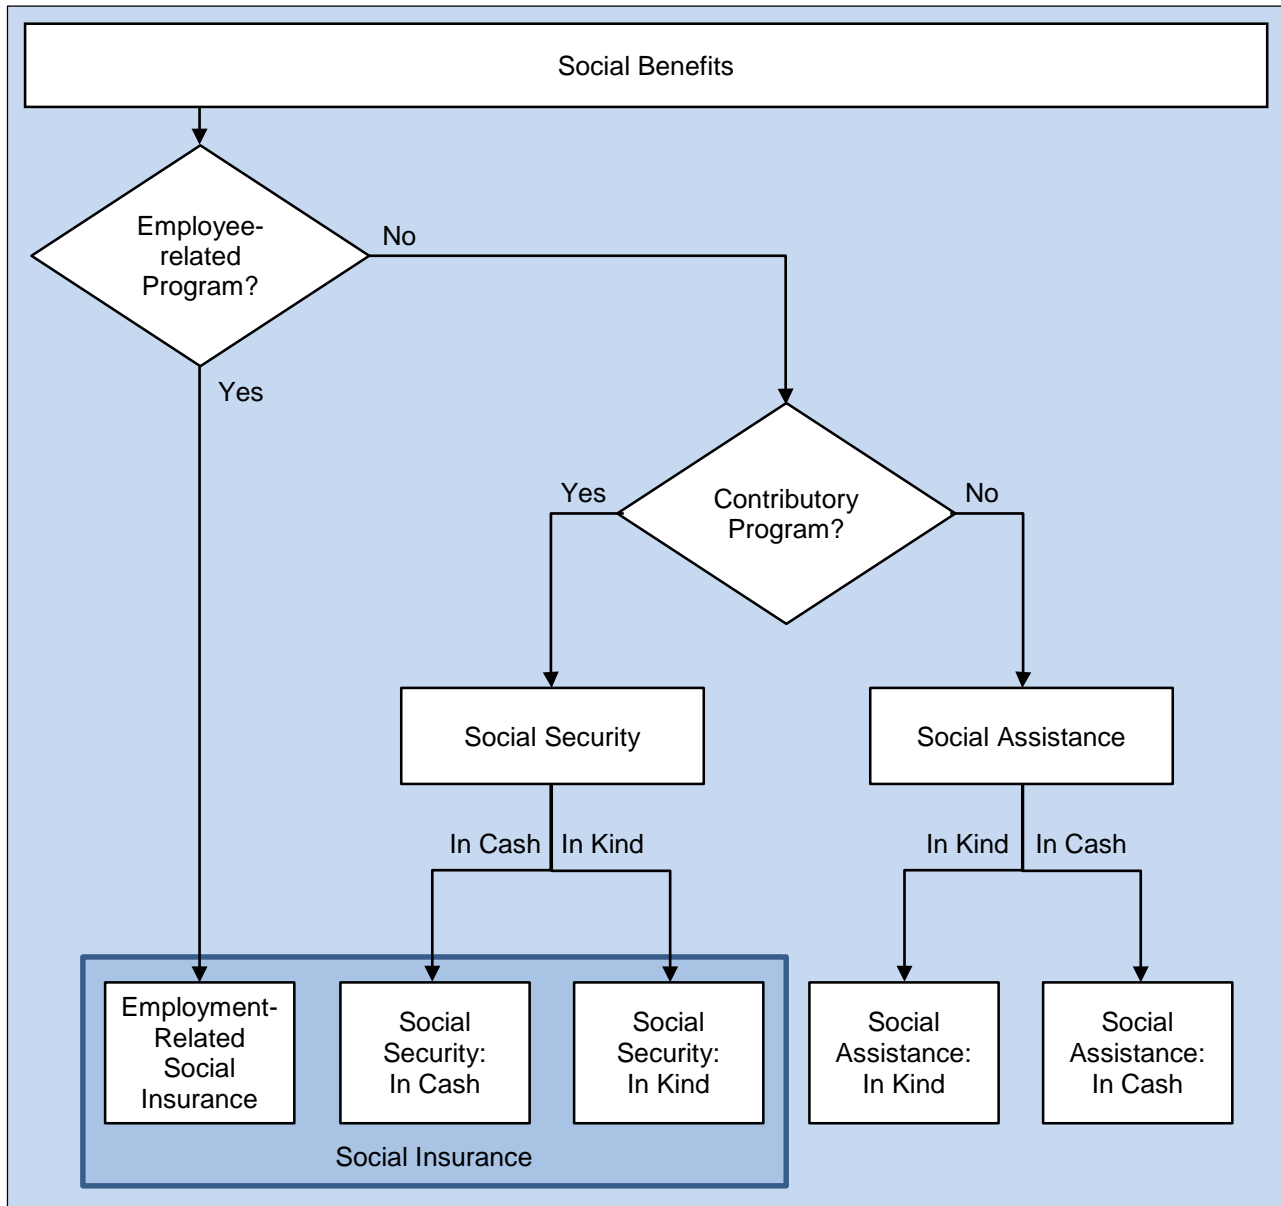 Social Benefits
Employee-
related
Program?
No
Yes
Contributory
Program?
Yes
No
Social Security
Social Assistance
In Cash
In Kind
In Kind
In Cash
Employment-
Related
Social
Insurance
Social
Security:
In Cash
Social
Security:
In Kind
Social
Assistance:
In Kind
Social
Assistance:
In Cash
Social Insurance